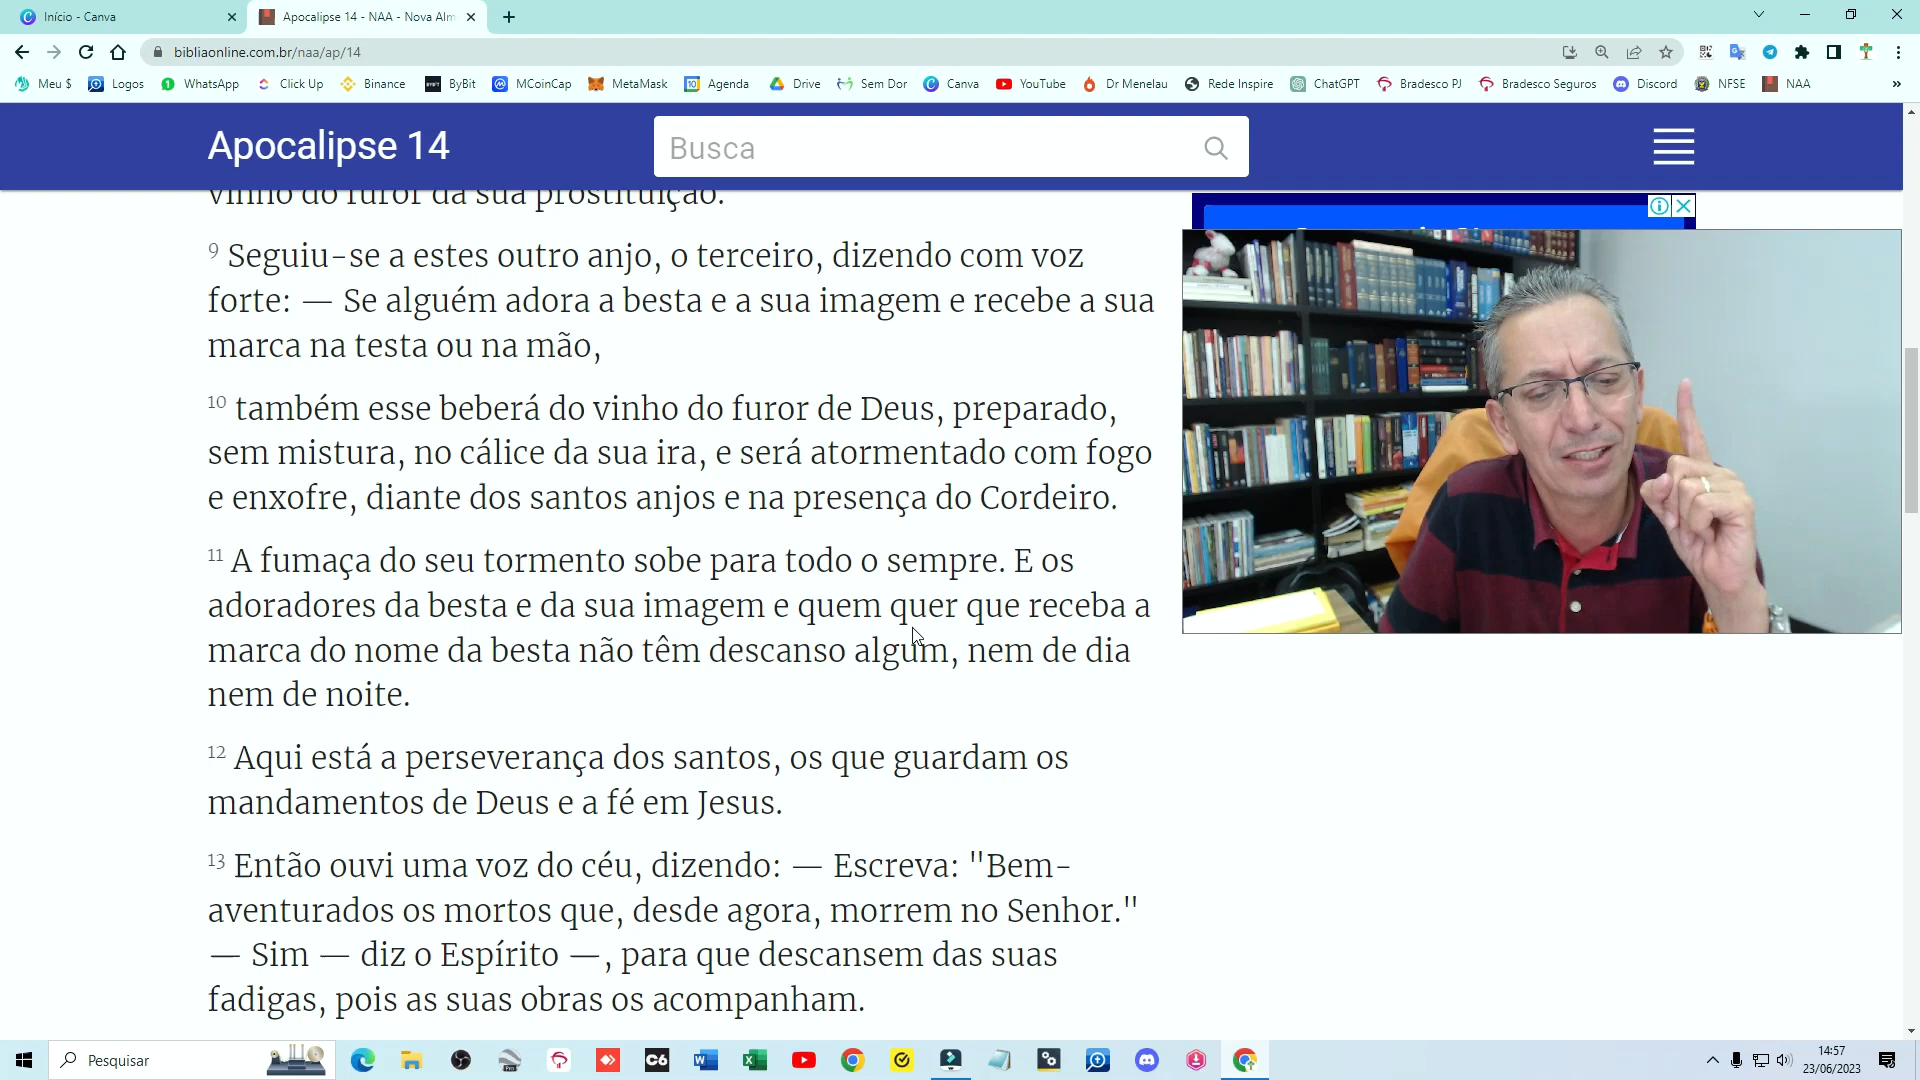 Início - Canva
Apocalipse 14 - NAA - Nova Alm
bibliaonline.com.br/naa/ap/14
Meu $ Logos WhatsApp Click Up Binance ByBit MCoinCap MetaMask Agenda Drive Sem Dor Canva YouTube Dr Menelau Rede Inspire ChatGPT Bradesco PJ Bradesco Seguros Discord NFSE NAA »
Apocalipse 14
Busca
vinho do furor da sua prostituição.
9 Seguiu-se a estes outro anjo, o terceiro, dizendo com voz
forte: — Se alguém adora a besta e a sua imagem e recebe a sua
marca na testa ou na mão,
10 também esse beberá do vinho do furor de Deus, preparado,
sem mistura, no cálice da sua ira, e será atormentado com fogo
e enxofre, diante dos santos anjos e na presença do Cordeiro.
11 A fumaça do seu tormento sobe para todo o sempre. E os
adoradores da besta e da sua imagem e quem quer que receba a
marca do nome da besta não têm descanso algum, nem de dia
nem de noite.
12 Aqui está a perseverança dos santos, os que guardam os
mandamentos de Deus e a fé em Jesus.
13 Então ouvi uma voz do céu, dizendo: — Escreva: "Bem-
aventurados os mortos que, desde agora, morrem no Senhor."
— Sim — diz o Espírito —, para que descansem das suas
fadigas, pois as suas obras os acompanham.
Pesquisar
14:57
23/06/2023